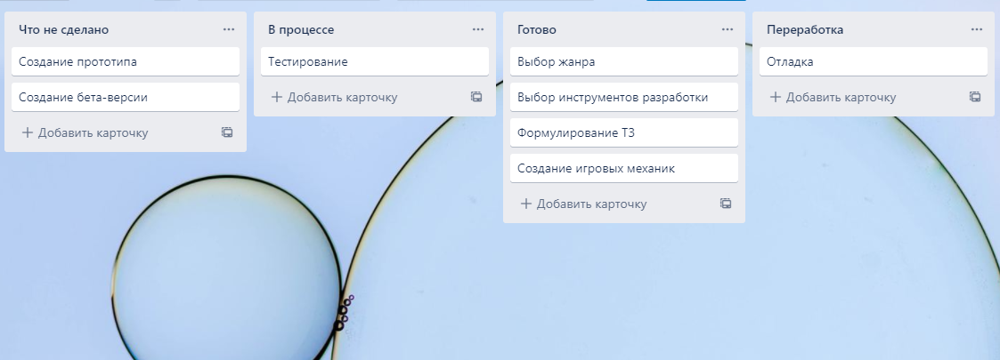 Что не сделано
Создание прототипа
Создание бета-версии
Добавить карточку
В процессе
Тестирование
Добавить карточку
Готово
Выбор жанра
Выбор инструментов разработки
Формулирование ТЗ
Создание игровых механик
Добавить карточку
Переработка
Отладка
Добавить карточку